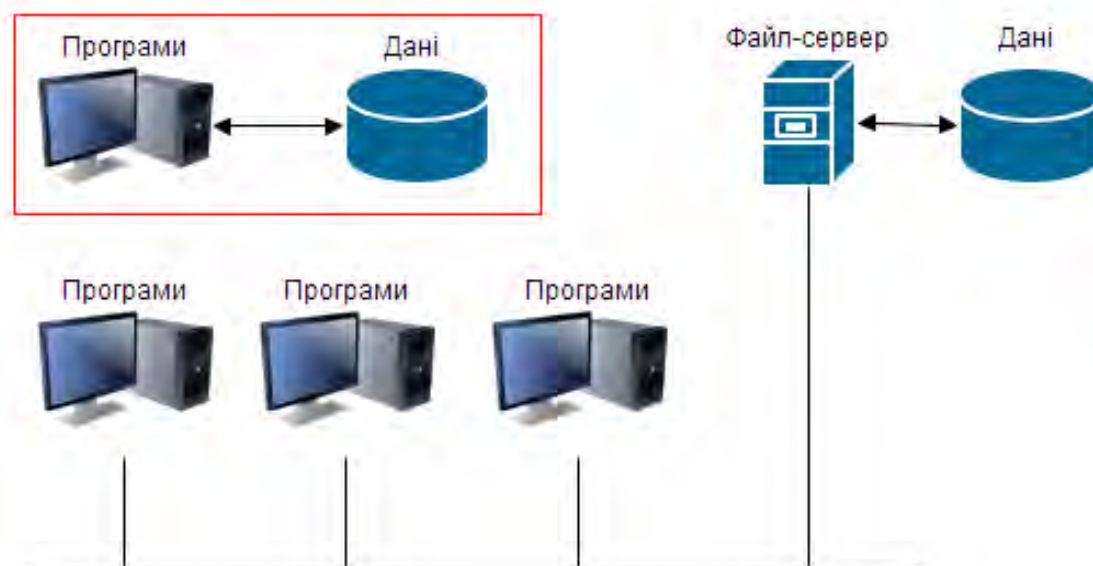 Програми
Дані
Файл-сервер
Дані
Програми
Програми
Програми